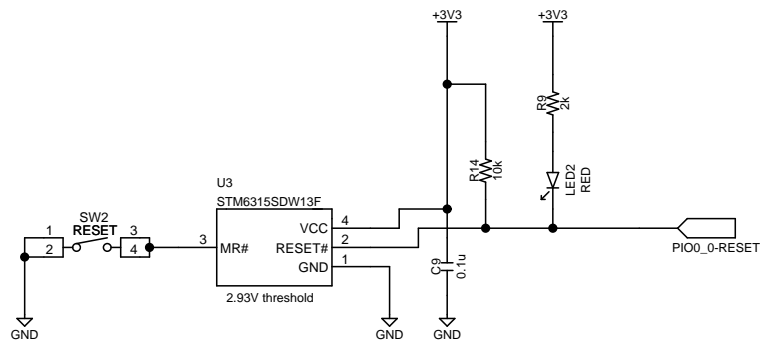 +3V3
+3V3
R9
2k
R14
10k
LED2
RED
U3
STM6315SDW13F
SW2
RESET
1
2
3
4
3
MR#
VCC
4
RESET#
2
GND
1
2.93V threshold
C9
0.1u
PIO0_0-RESET
GND
GND
GND